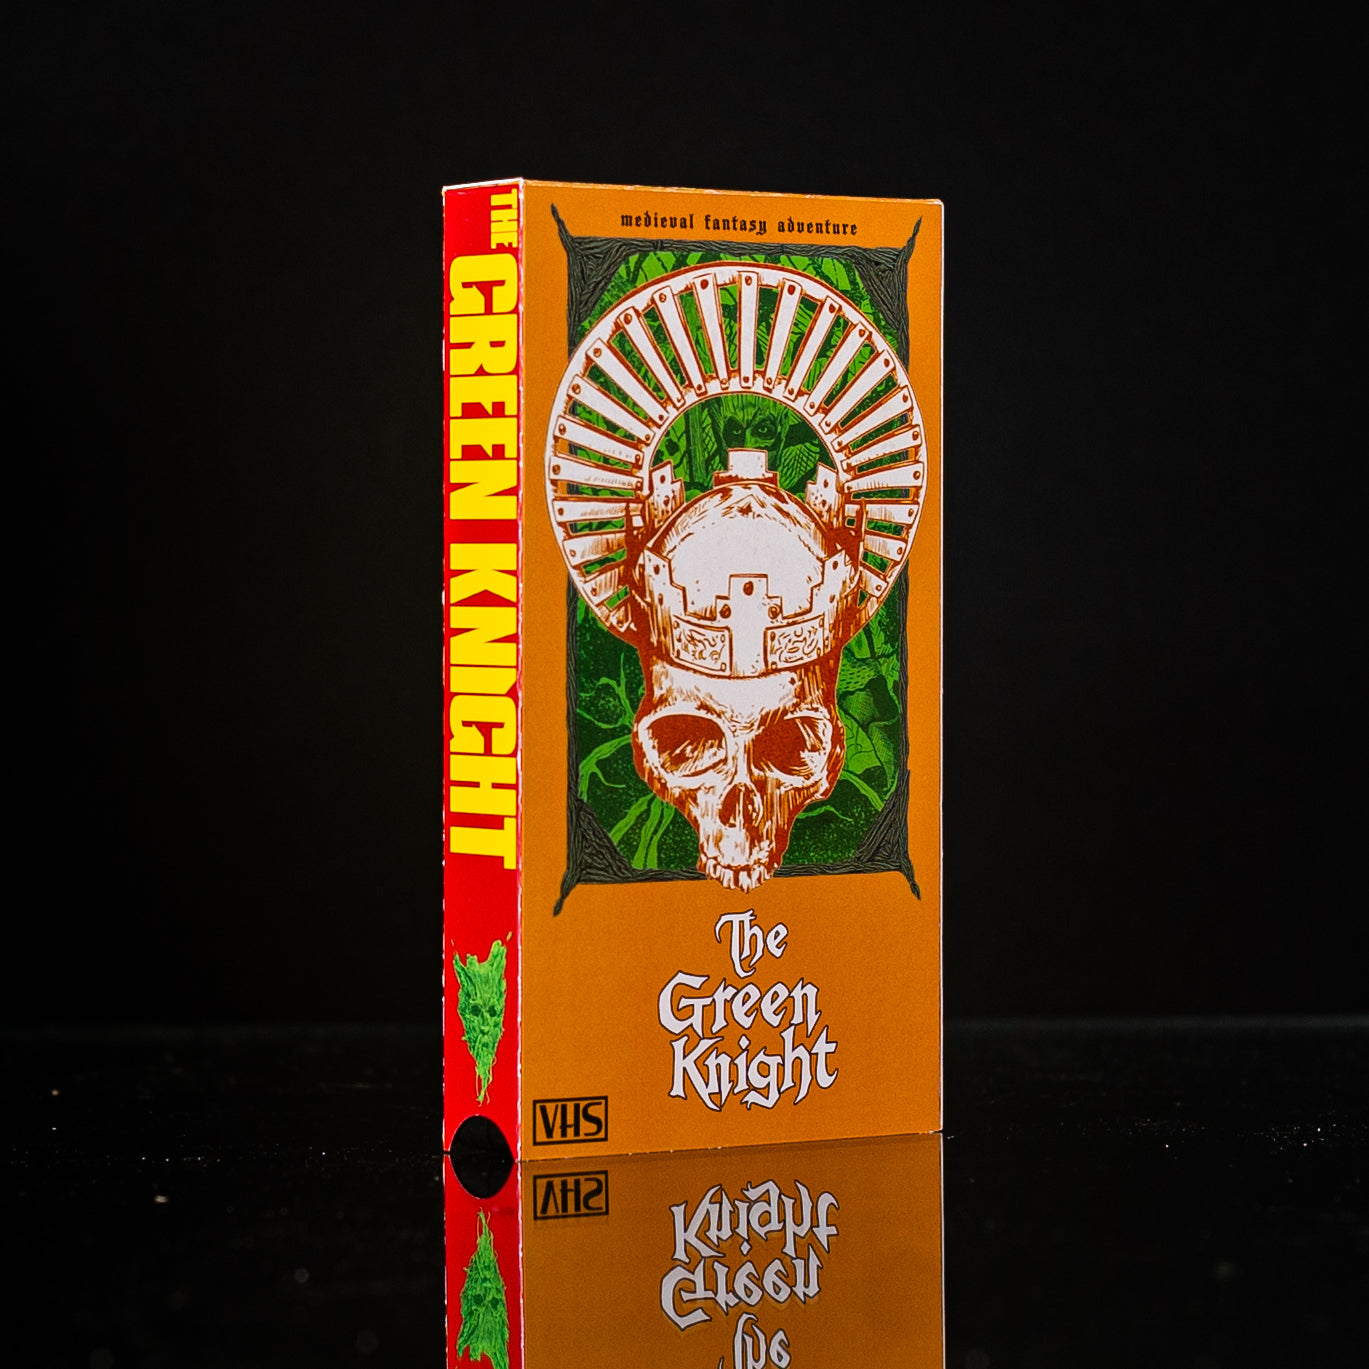 THE GREEN KNIGHT
medieval fantasy adventure
The
Green
Knight
VHS